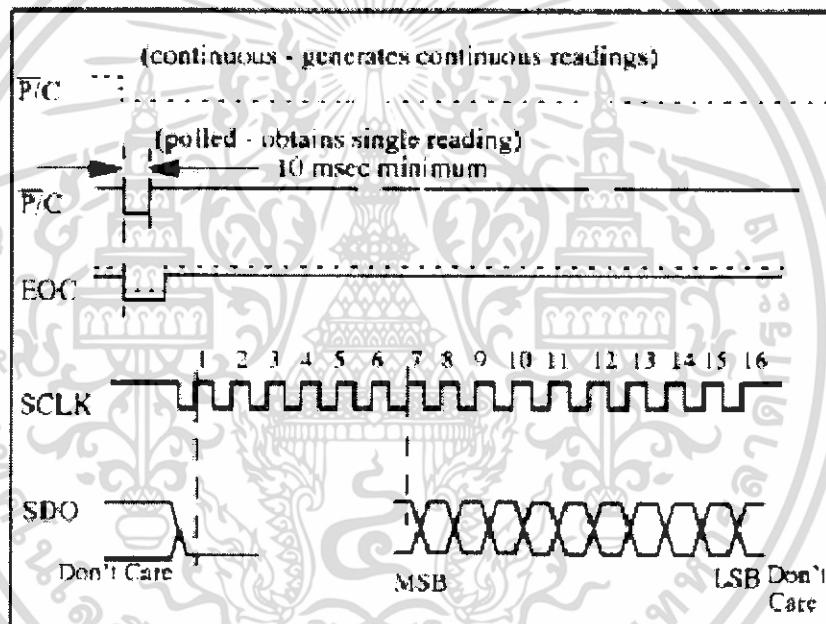 (continuous - generates continuous readings)
P̅/C
(polled - obtains single reading)
10 msec minimum
P̅/C
EOC
1 2 3 4 5 6 7 8 9 10 11 12 13 14 15 16
SCLK
SDO
Don't Care
MSB
LSB
Don't Care